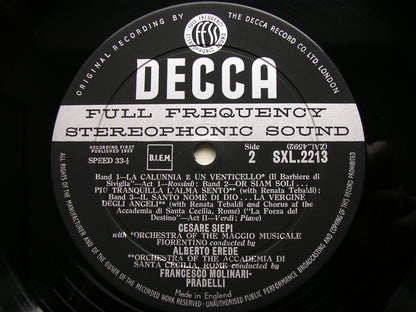 ORIGINAL RECORDING BY
THE DECCA RECORD CO. LTD. LONDON.
FULL FREQUENCY STEREOPHONIC
FFSS
DECCA
FULL FREQUENCY
STEREOPHONIC SOUND
RECORDING FIRST
PUBLISHED 1959
SPEED 33⅓
B.I.E.M.
Side
2
(ZAL.4592)
SXL.2213
Band 1—LA CALUNNIA È UN VENTICELLO* (Il Barbiere di
Siviglia"—Act 1—Rossini); Band 2—OR SIAM SOLI...
PIÙ TRANQUILLA L'ALMA SENTO** (with Renata Tebaldi);
Band 3—IL SANTO NOME DI DIO... LA VERGINE
DEGLI ANGELI** (with Renata Tebaldi and Chorus of the
Accademia di Santa Cecilia, Rome) ("La Forza del
Destino"—Act II—Verdi; Piave)
CESARE SIEPI
with *ORCHESTRA OF THE MAGGIO MUSICALE
FIORENTINO conducted by
ALBERTO EREDE
**ORCHESTRA OF THE ACCADEMIA DI
SANTA CECILIA, ROME conducted by
FRANCESCO MOLINARI-
PRADELLI
Made in England
ALL RIGHTS OF THE MANUFACTURER AND OF THE OWNER OF THE RECORDED WORK RESERVED—UNAUTHORISED PUBLIC PERFORMANCE BROADCASTING AND COPYING OF THIS RECORD PROHIBITED